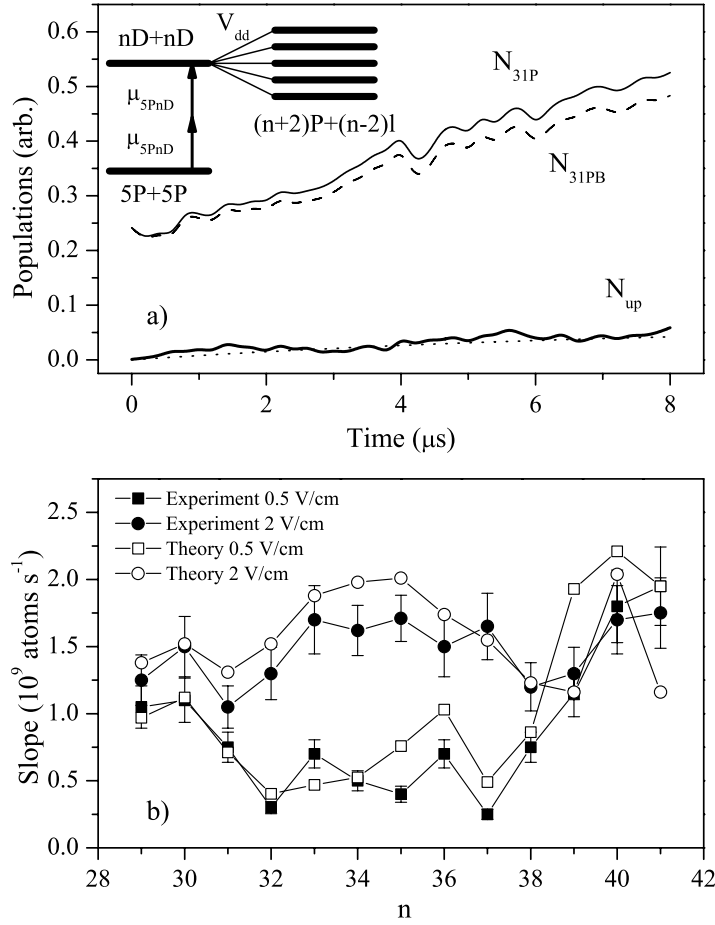 0.6
0.5
0.4
0.3
0.2
0.1
0.0
Populations (arb.)
nD+nD
V_dd
μ_5PnD
μ_5PnD
5P+5P
(n+2)P+(n-2)l
N_31P
N_31PB
N_up
a)
0 2 4 6 8
Time (μs)
2.5
2.0
1.5
1.0
0.5
0.0
Slope (10^9 atoms s^-1)
Experiment 0.5 V/cm
Experiment 2 V/cm
Theory 0.5 V/cm
Theory 2 V/cm
b)
28 30 32 34 36 38 40 42
n